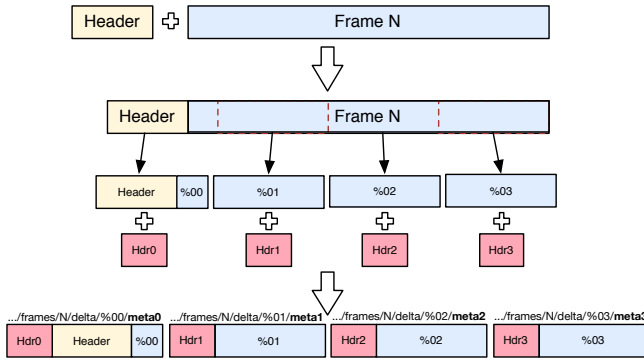 Header Frame N
Header Frame N
Header %00 %01 %02 %03
Hdr0 Hdr1 Hdr2 Hdr3
.../frames/N/delta/%00/meta0 .../frames/N/delta/%01/meta1 .../frames/N/delta/%02/meta2 .../frames/N/delta/%03/meta3
Hdr0 Header %00 Hdr1 %01 Hdr2 %02 Hdr3 %03